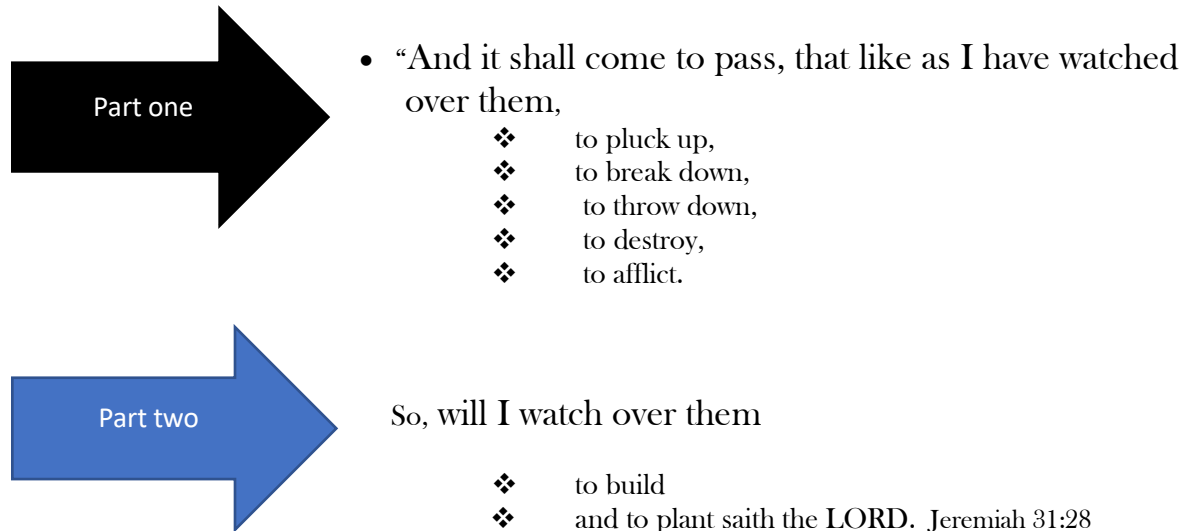 Part one
• “And it shall come to pass, that like as I have watched
over them,
❖ to pluck up,
❖ to break down,
❖ to throw down,
❖ to destroy,
❖ to afflict.
Part two
So, will I watch over them
❖ to build
❖ and to plant saith the LORD. Jeremiah 31:28